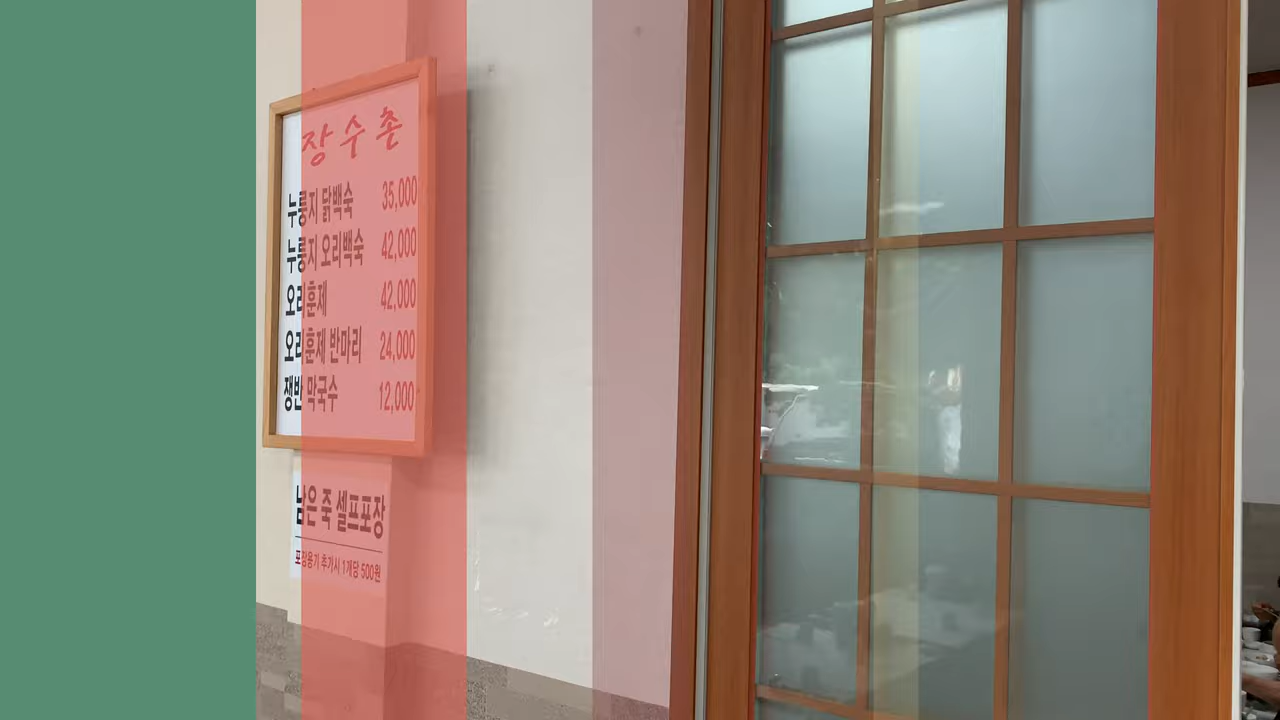 장수촌
누룽지 닭백숙 35,000
누룽지 오리백숙 42,000
오리훈제 42,000
오리훈제 반마리 24,000
쟁반 막국수 12,000
남은 죽 셀프포장
포장용기 추가시 1개당 500원